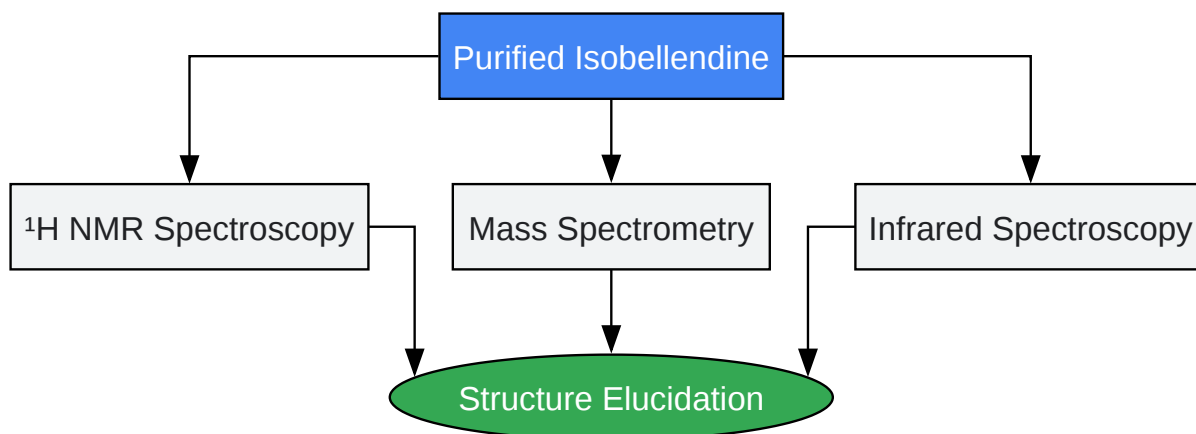 Purified Isobellendine
¹H NMR Spectroscopy
Mass Spectrometry
Infrared Spectroscopy
Structure Elucidation